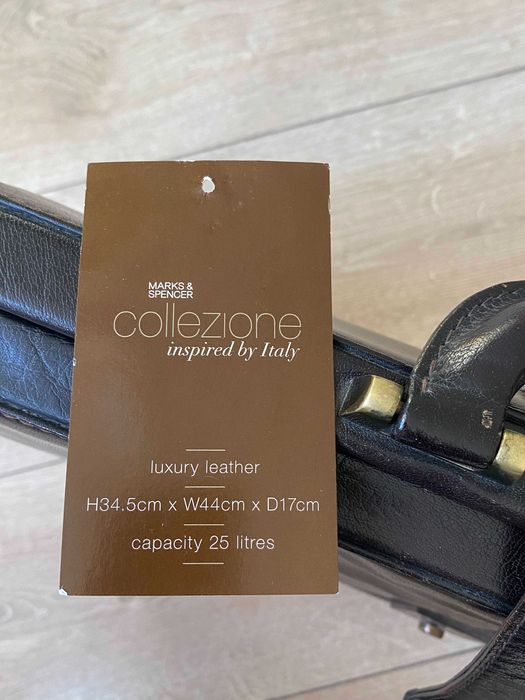 MARKS &
SPENCER
collezione
inspired by Italy
luxury leather
H34.5cm x W44cm x D17cm
capacity 25 litres